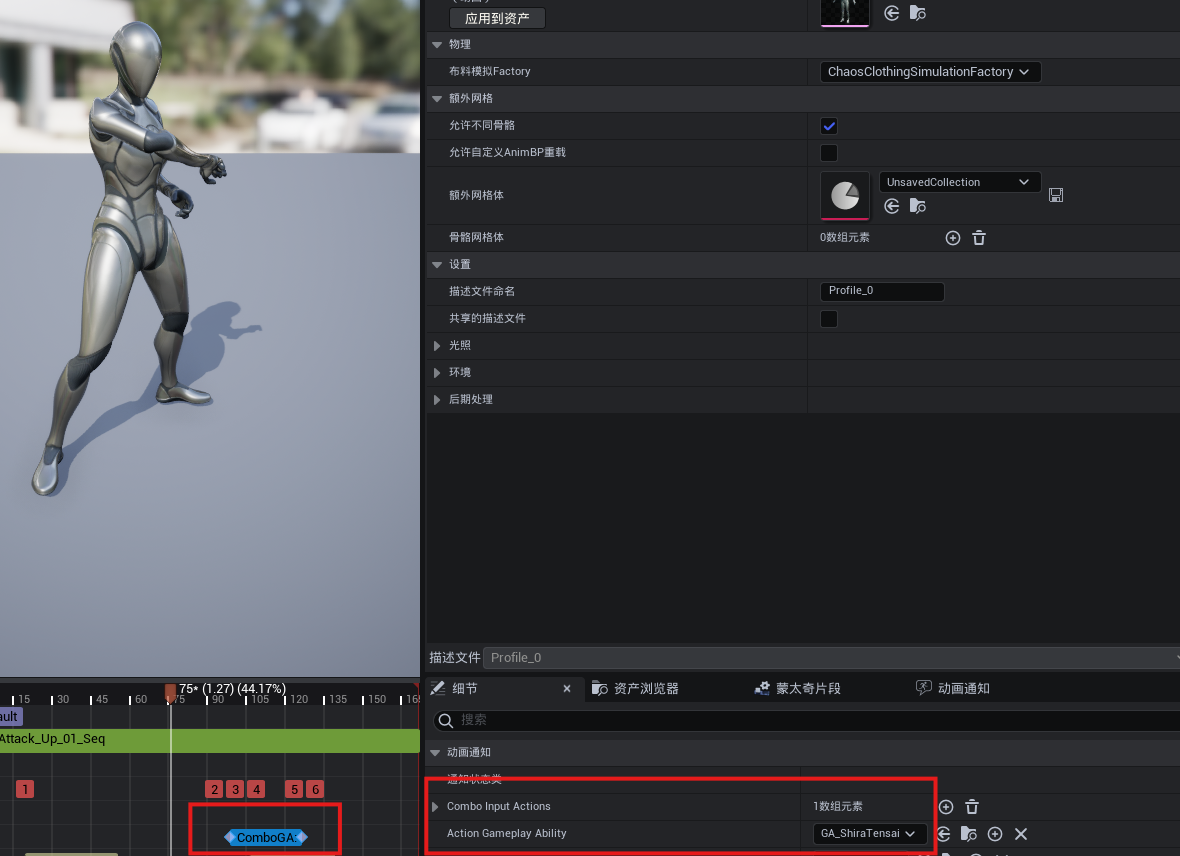 应用到资产
物理
布料模拟Factory
ChaosClothingSimulationFactory
额外网格
允许不同骨骼
允许自定义AnimBP重载
额外网格体
UnsavedCollection
骨骼网格体
0数组元素
设置
描述文件命名
Profile_0
共享的描述文件
光照
环境
后期处理
描述文件
Profile_0
75* (1.27) (44.17%)
15 30 45 60 75 90 105 120 135 150
ault
Attack_Up_01_Seq
1 2 3 4 5 6
ComboGA
细节
资产浏览器
蒙太奇片段
动画通知
搜索
动画通知
通知状态类
Combo Input Actions
1数组元素
Action Gameplay Ability
GA_ShiraTensai